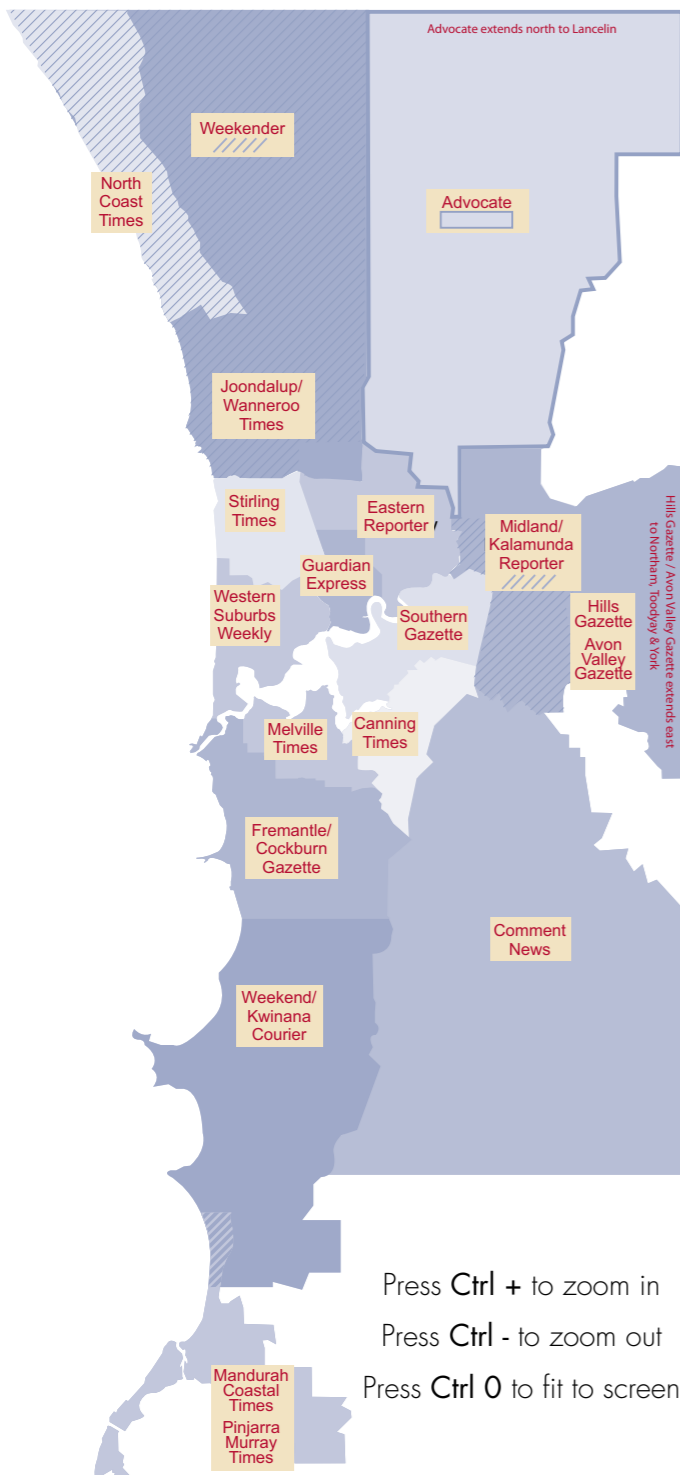 Advocate extends north to Lancelin
Weekender
North
Coast
Times
Advocate
Joondalup/
Wanneroo
Times
Stirling
Times
Eastern
Reporter
Midland/
Kalamunda
Reporter
Guardian
Express
Western
Suburbs
Weekly
Southern
Gazette
Hills
Gazette
Avon
Valley
Gazette
Hills Gazette / Avon Valley Gazette extends east
to Northam, Toodyay & York
Melville
Times
Canning
Times
Fremantle/
Cockburn
Gazette
Comment
News
Weekend/
Kwinana
Courier
Press Ctrl + to zoom in
Press Ctrl - to zoom out
Press Ctrl 0 to fit to screen
Mandurah
Coastal
Times
Pinjarra
Murray
Times